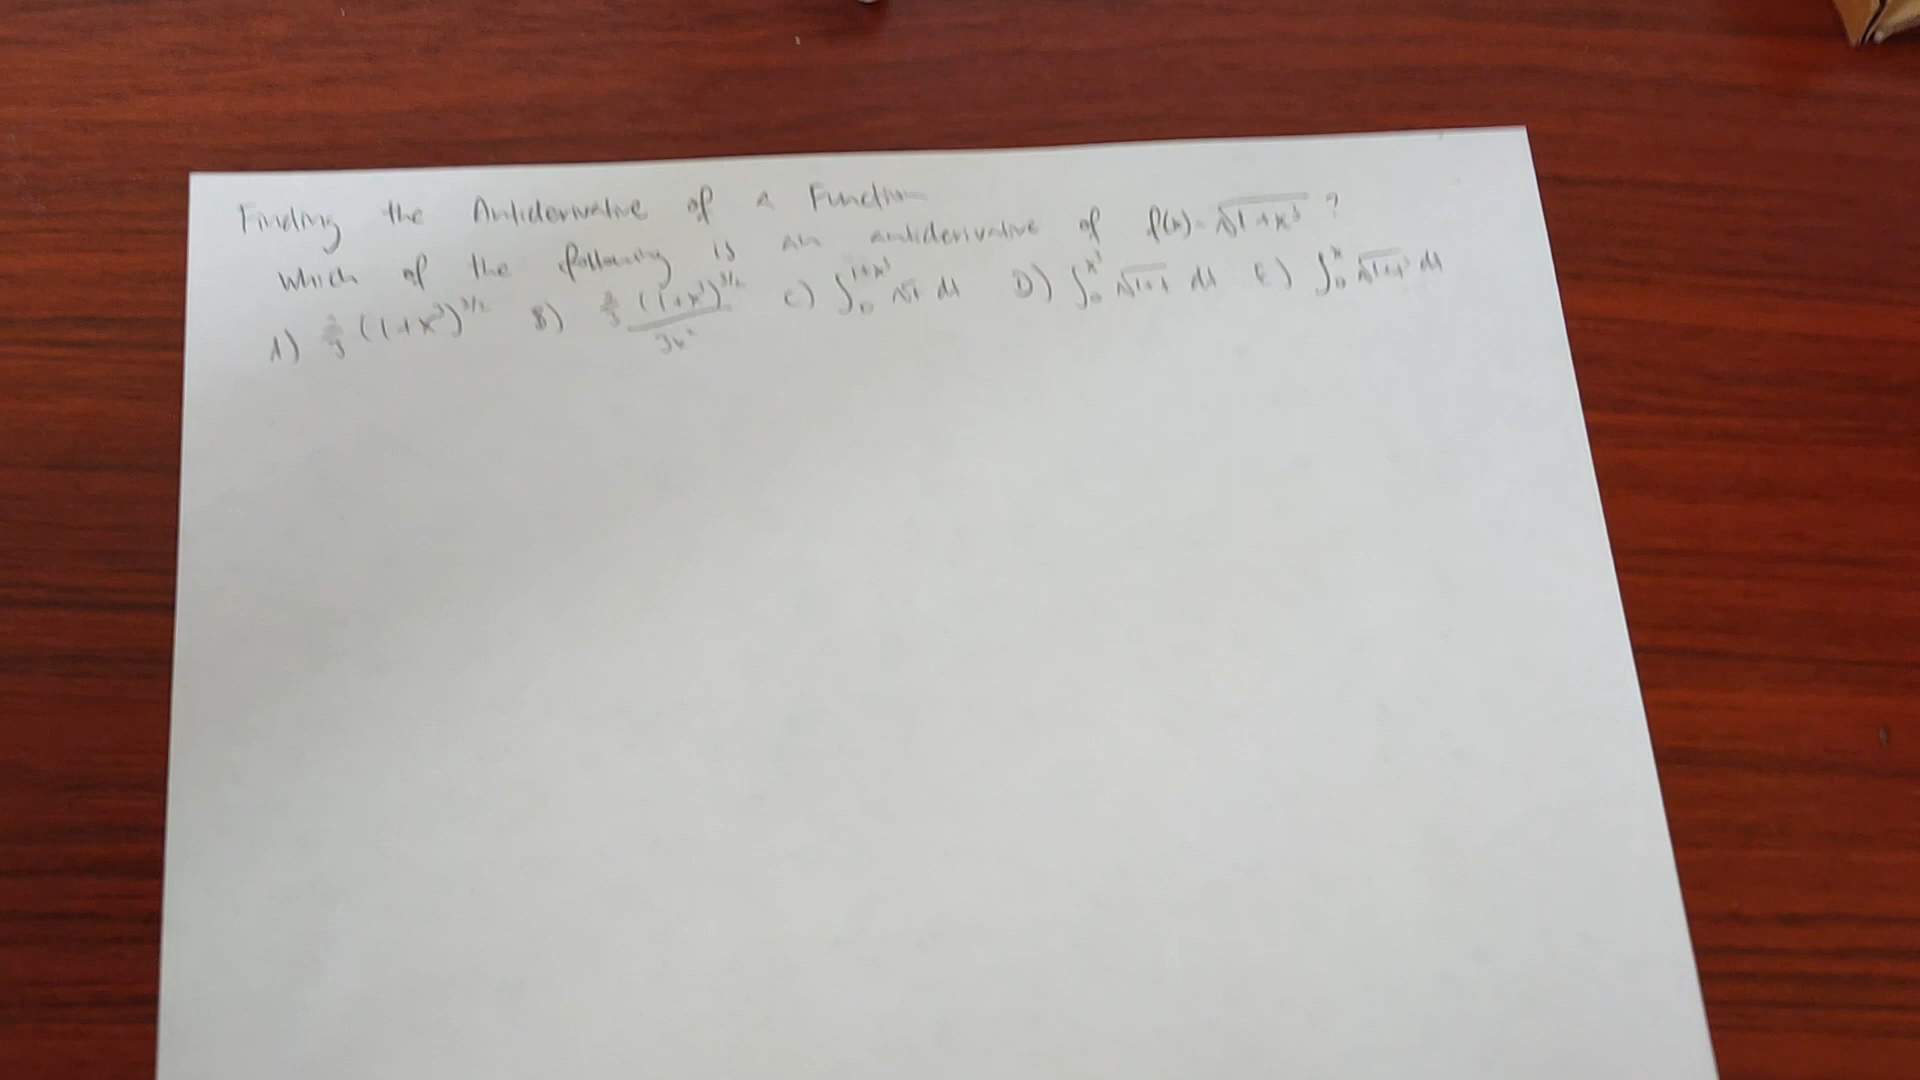 Finding the Antiderivative of a Function
Which of the following is an antiderivative of f(x)=√1+x³ ?
A) 2/3 (1+x³)^3/2 B) 2/3 (1+x³)^3/2 / 3x² C) ∫₀^1+x³ √t dt D) ∫₀^x³ √1+t dt E) ∫₀^x √1+t³ dt